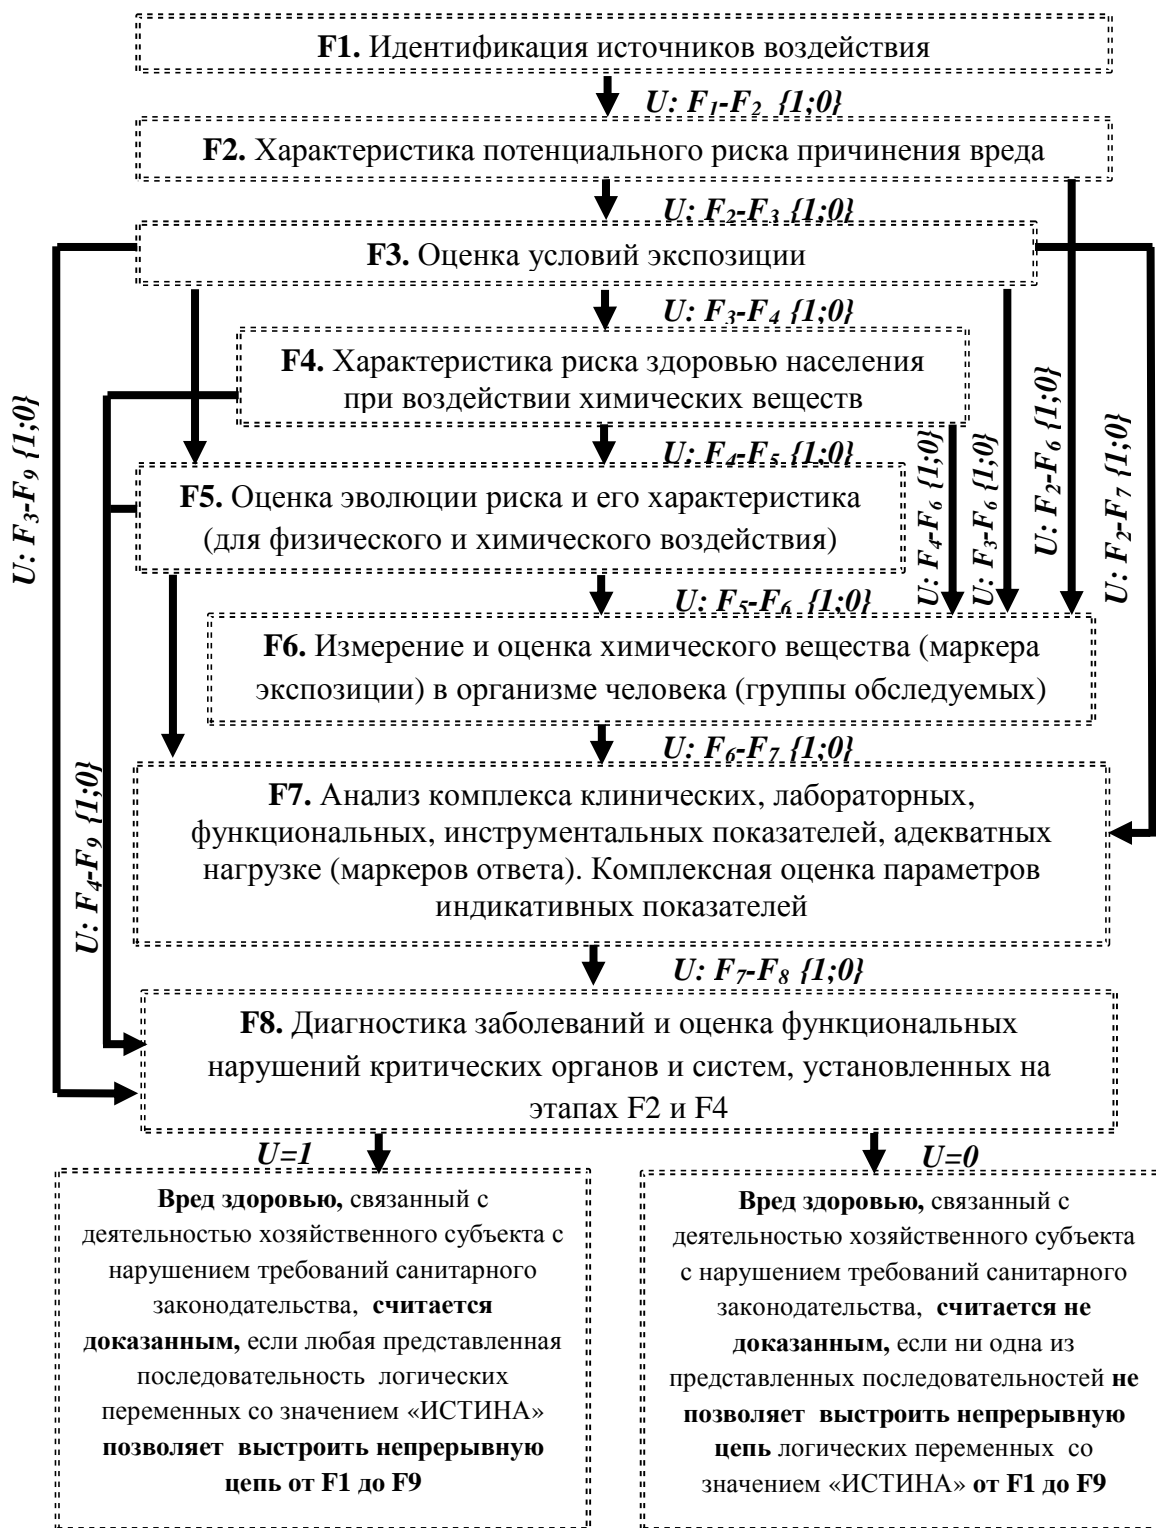 F1. Идентификация источников воздействия
U: F1-F2 {1;0}
F2. Характеристика потенциального риска причинения вреда
U: F2-F3 {1;0}
F3. Оценка условий экспозиции
U: F3-F4 {1;0}
F4. Характеристика риска здоровью населения
при воздействии химических веществ
U: F4-F5 {1;0}
F5. Оценка эволюции риска и его характеристика
(для физического и химического воздействия)
U: F5-F6 {1;0}
U: F3-F9 {1;0}
U: F4-F9 {1;0}
U: F4-F6 {1;0}
U: F3-F6 {1;0}
U: F2-F6 {1;0}
U: F2-F7 {1;0}
F6. Измерение и оценка химического вещества (маркера
экспозиции) в организме человека (группы обследуемых)
U: F6-F7 {1;0}
F7. Анализ комплекса клинических, лабораторных,
функциональных, инструментальных показателей, адекватных
нагрузке (маркеров ответа). Комплексная оценка параметров
индикативных показателей
U: F7-F8 {1;0}
F8. Диагностика заболеваний и оценка функциональных
нарушений критических органов и систем, установленных на
этапах F2 и F4
U=1
U=0
Вред здоровью, связанный с
деятельностью хозяйственного субъекта с
нарушением требований санитарного
законодательства, считается
доказанным, если любая представленная
последовательность логических
переменных со значением «ИСТИНА»
позволяет выстроить непрерывную
цепь от F1 до F9
Вред здоровью, связанный с
деятельностью хозяйственного субъекта
с нарушением требований санитарного
законодательства, считается не
доказанным, если ни одна из
представленных последовательностей не
позволяет выстроить непрерывную
цепь логических переменных со
значением «ИСТИНА» от F1 до F9